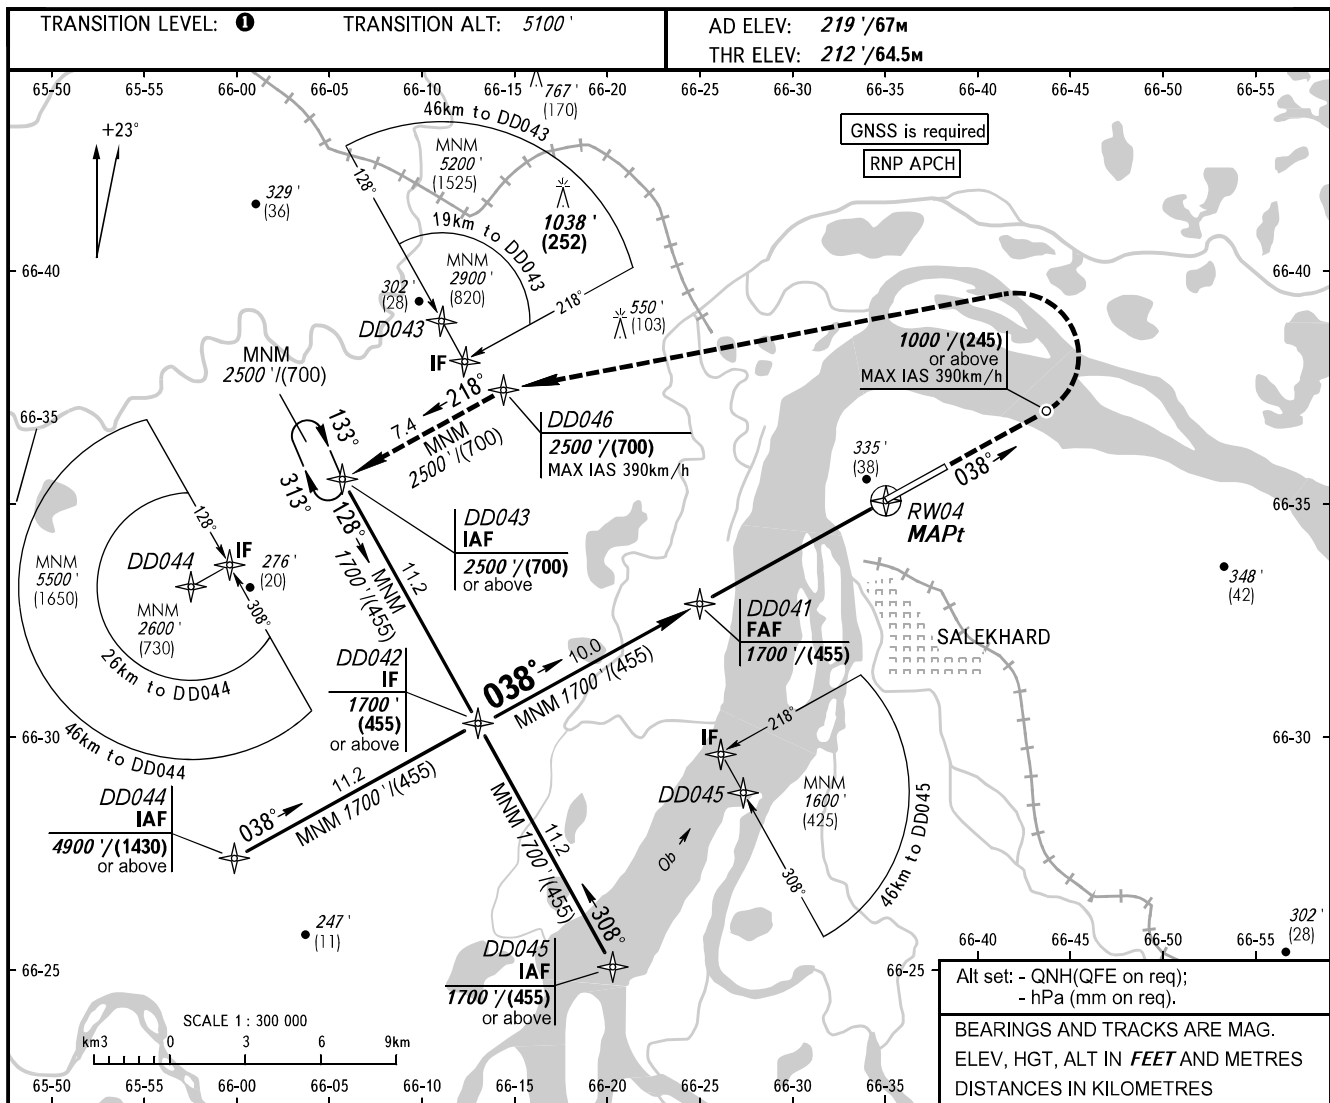 TRANSITION LEVEL: ❶ TRANSITION ALT: 5100 '
AD ELEV: 219 '/67M
THR ELEV: 212 '/64.5M
65-50 65-55 66-00 66-05 66-10 66-15 66-20 66-25 66-30 66-35 66-40 66-45 66-50 66-55
+23°
767 '
(170)
GNSS is required
RNP APCH
46km to DD043
MNM
5200 '
(1525)
128°
329 '
(36)
1038 '
(252)
19km to DD043
MNM
2900 '
(820)
66-40
66-40
302 '
(28)
218°
DD043
550 '
(103)
IF
MNM
2500 '/(700)
1000 '/(245)
or above
MAX IAS 390km/h
218°
7.4
MNM
2500 '/(700)
DD046
2500 '/(700)
MAX IAS 390km/h
66-35
66-35
133°
313°
335 '
(38)
038°
RW04
MAPt
128°
MNM
1700 '/(455)
11.2
DD043
IAF
2500 '/(700)
or above
128°
IF
DD044
276 '
(20)
MNM
5500 '
(1650)
MNM
2600 '
(730)
308°
26km to DD044
46km to DD044
348 '
(42)
SALEKHARD
DD041
FAF
1700 '/(455)
DD042
IF
1700 '
(455)
or above
038°
10.0
MNM 1700 '/(455)
218°
IF
DD045
MNM
1600 '
(425)
308°
46km to DD045
Ob
66-30
66-30
DD044
IAF
4900 '/(1430)
or above
038°
11.2
MNM 1700 '/(455)
11.2
MNM 1700 '/(455)
308°
247 '
(11)
DD045
IAF
1700 '/(455)
or above
302 '
(28)
66-40 66-45 66-50 66-55
66-25
66-25
Alt set: - QNH(QFE on req);
- hPa (mm on req).
SCALE 1 : 300 000
km3 0 3 6 9km
BEARINGS AND TRACKS ARE MAG.
ELEV, HGT, ALT IN FEET AND METRES
DISTANCES IN KILOMETRES
65-50 65-55 66-00 66-05 66-10 66-15 66-20 66-25 66-30 66-35